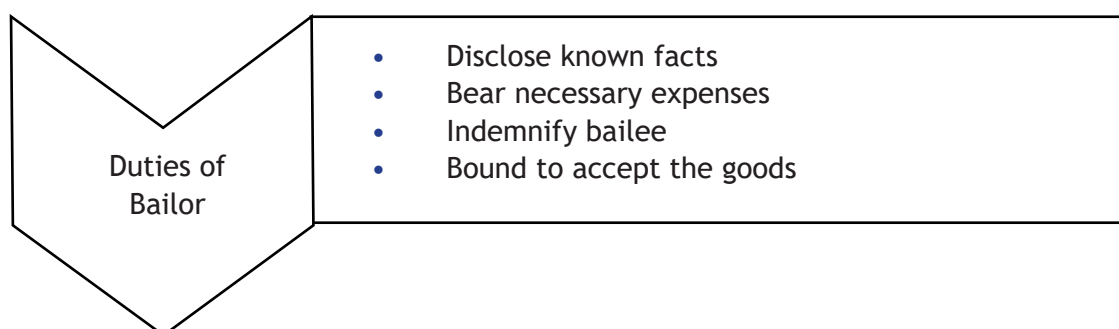 Duties of
Bailor
• Disclose known facts
• Bear necessary expenses
• Indemnify bailee
• Bound to accept the goods